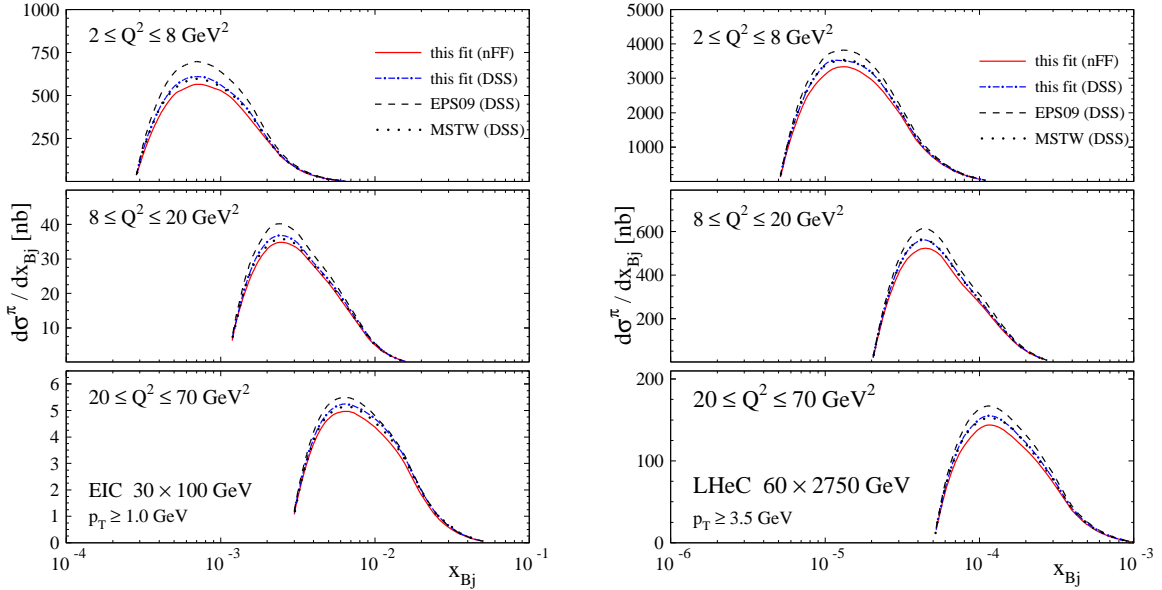 1000
750
500
250
2 ≤ Q² ≤ 8 GeV²
this fit (nFF)
this fit (DSS)
EPS09 (DSS)
MSTW (DSS)
40
30
20
10
8 ≤ Q² ≤ 20 GeV²
dσ^π / dx_Bj [nb]
6
5
4
3
2
1
0
20 ≤ Q² ≤ 70 GeV²
EIC 30 × 100 GeV
p_T ≥ 1.0 GeV
10⁻⁴ 10⁻³ 10⁻² 10⁻¹
x_Bj
5000
4000
3000
2000
1000
2 ≤ Q² ≤ 8 GeV²
this fit (nFF)
this fit (DSS)
EPS09 (DSS)
MSTW (DSS)
600
400
200
0
8 ≤ Q² ≤ 20 GeV²
dσ^π / dx_Bj [nb]
200
150
100
50
0
20 ≤ Q² ≤ 70 GeV²
LHeC 60 × 2750 GeV
p_T ≥ 3.5 GeV
10⁻⁶ 10⁻⁵ 10⁻⁴ 10⁻³
x_Bj